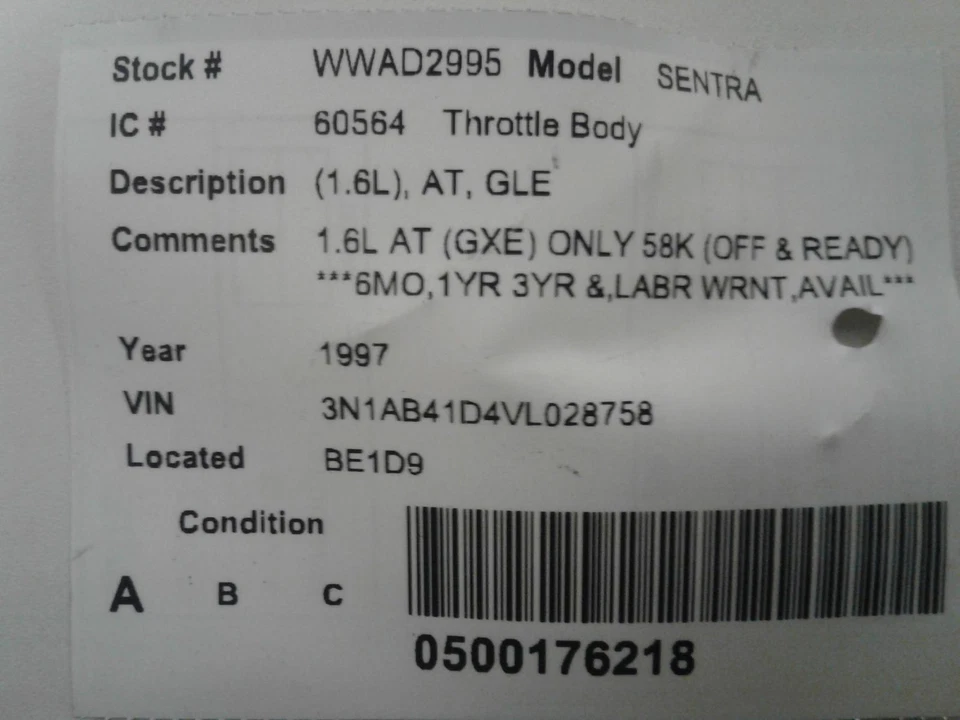 Stock # WWAD2995 Model SENTRA
IC # 60564 Throttle Body
Description (1.6L), AT, GLE
Comments 1.6L AT (GXE) ONLY 58K (OFF & READY)
***6MO,1YR 3YR &,LABR WRNT,AVAIL***
Year 1997
VIN 3N1AB41D4VL028758
Located BE1D9
Condition
A B C
0500176218